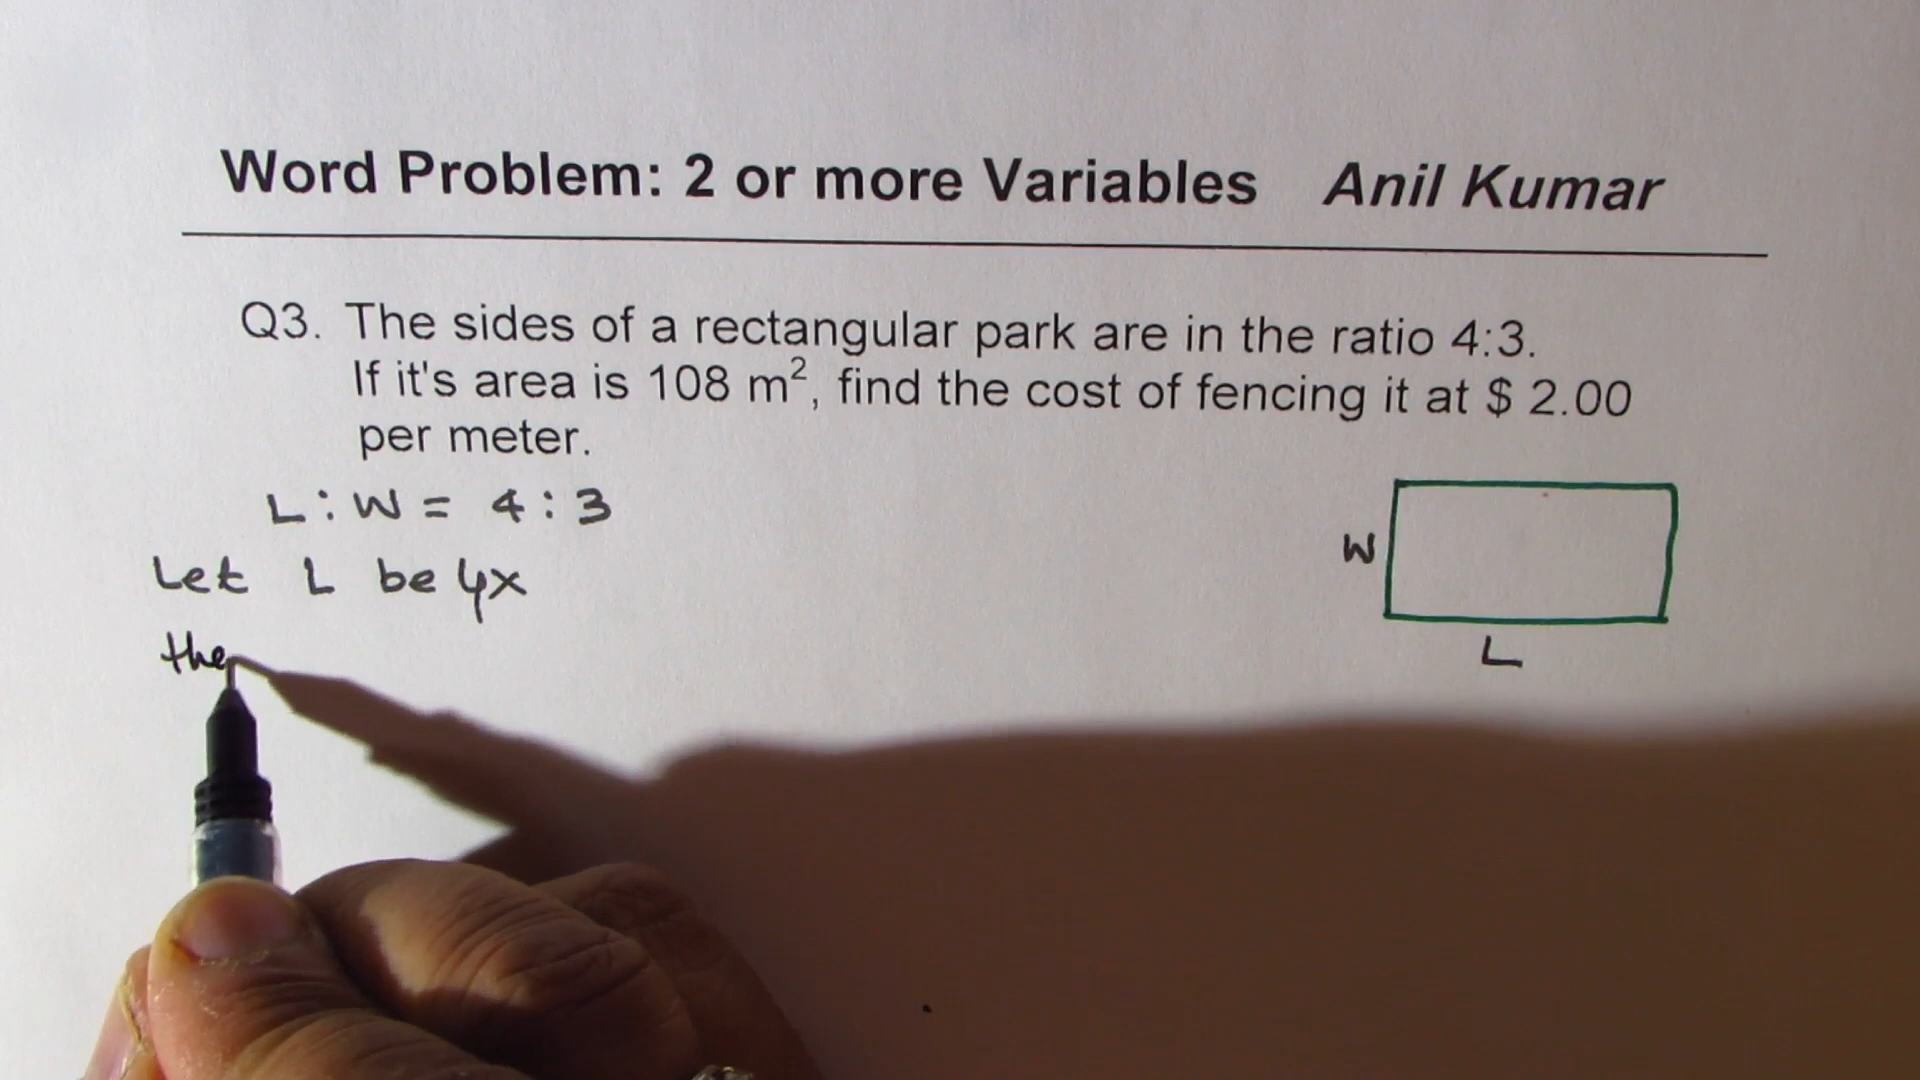 Word Problem: 2 or more Variables Anil Kumar
Q3. The sides of a rectangular park are in the ratio 4:3.
If it's area is 108 m², find the cost of fencing it at $ 2.00
per meter.
L : W = 4 : 3
Let L be 4x
the
W
L